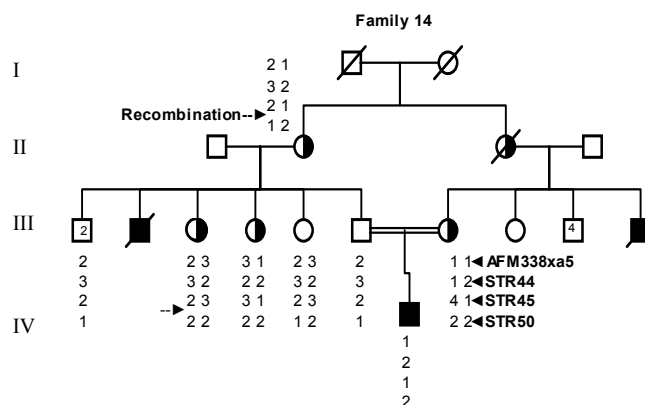 Family 14
I
2 1
3 2
Recombination--► 2 1
1 2
II
III
2
4
2 2 3 3 1 2 3 2 1 1◄AFM338xa5
3 3 2 2 2 3 2 3 1 2◄STR44
2 --► 2 3 3 1 2 3 2 4 1◄STR45
1 2 2 2 2 1 2 1 2 2◄STR50
IV
1
2
1
2